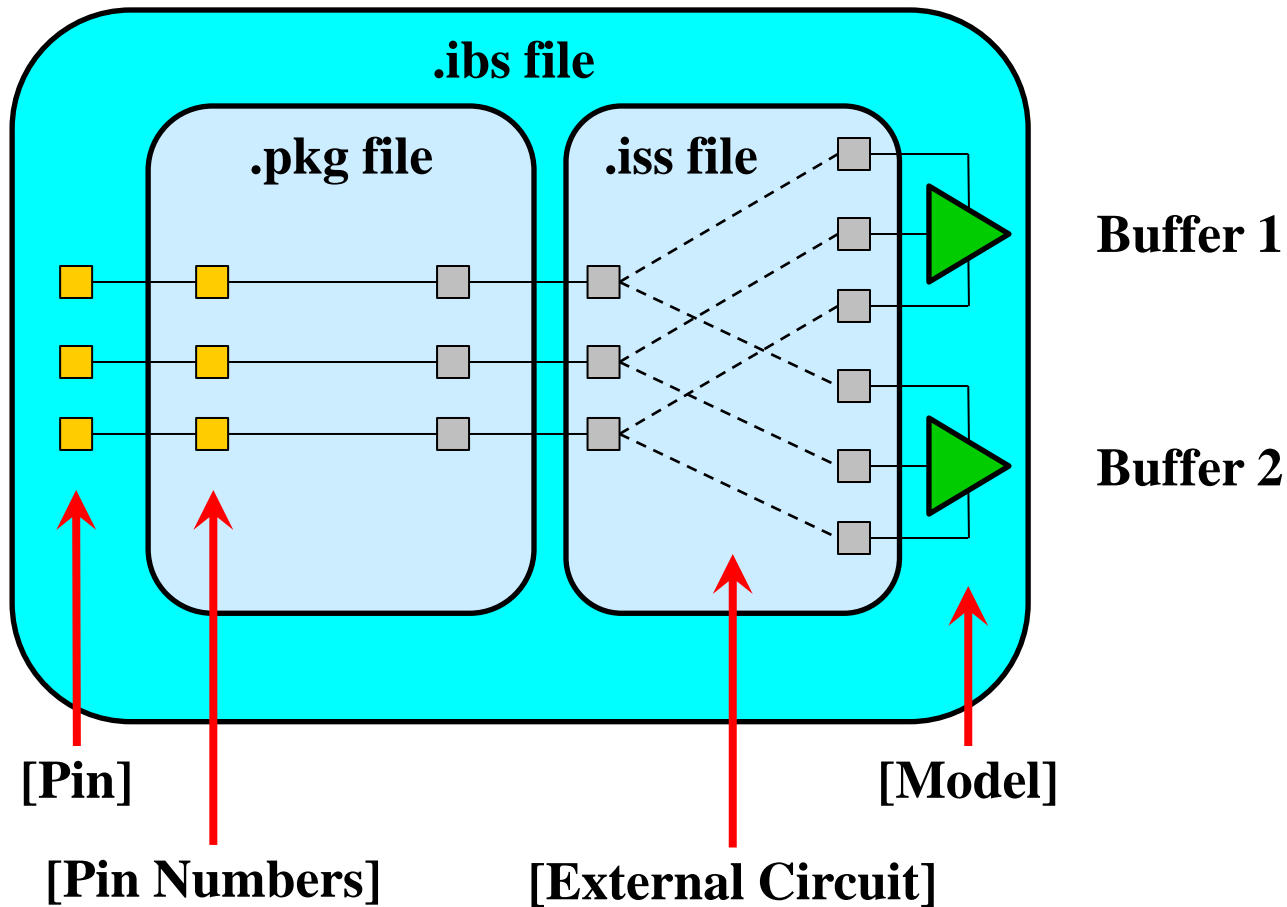 .ibs file
.pkg file
.iss file
Buffer 1
Buffer 2
[Pin]
[Model]
[Pin Numbers]
[External Circuit]